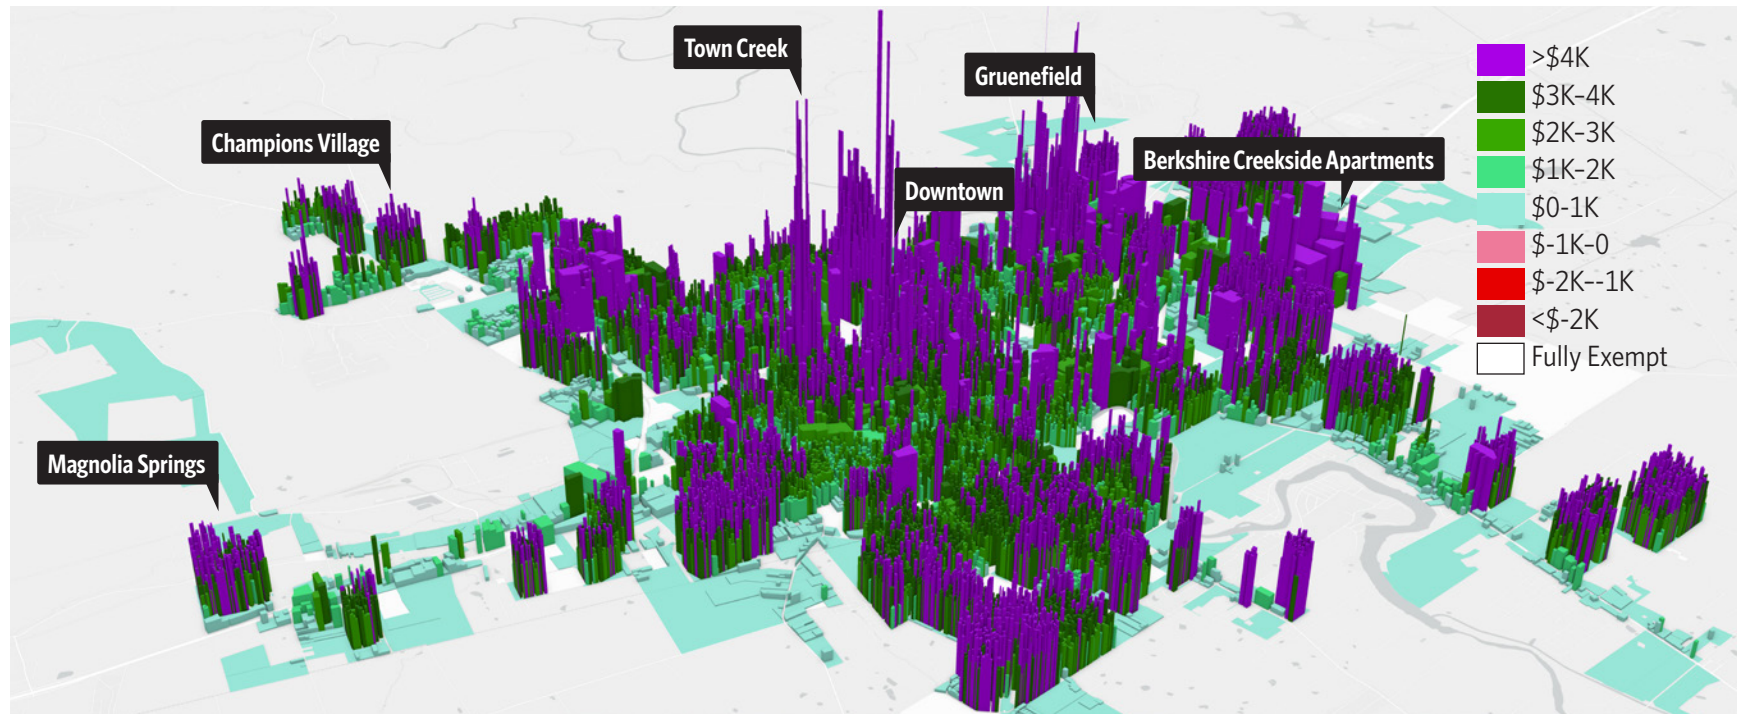 Town Creek
Gruenefield
Champions Village
Berkshire Creekside Apartments
Downtown
Magnolia Springs
>$4K
$3K–4K
$2K–3K
$1K–2K
$0-1K
$-1K-0
$-2K--1K
<$-2K
Fully Exempt